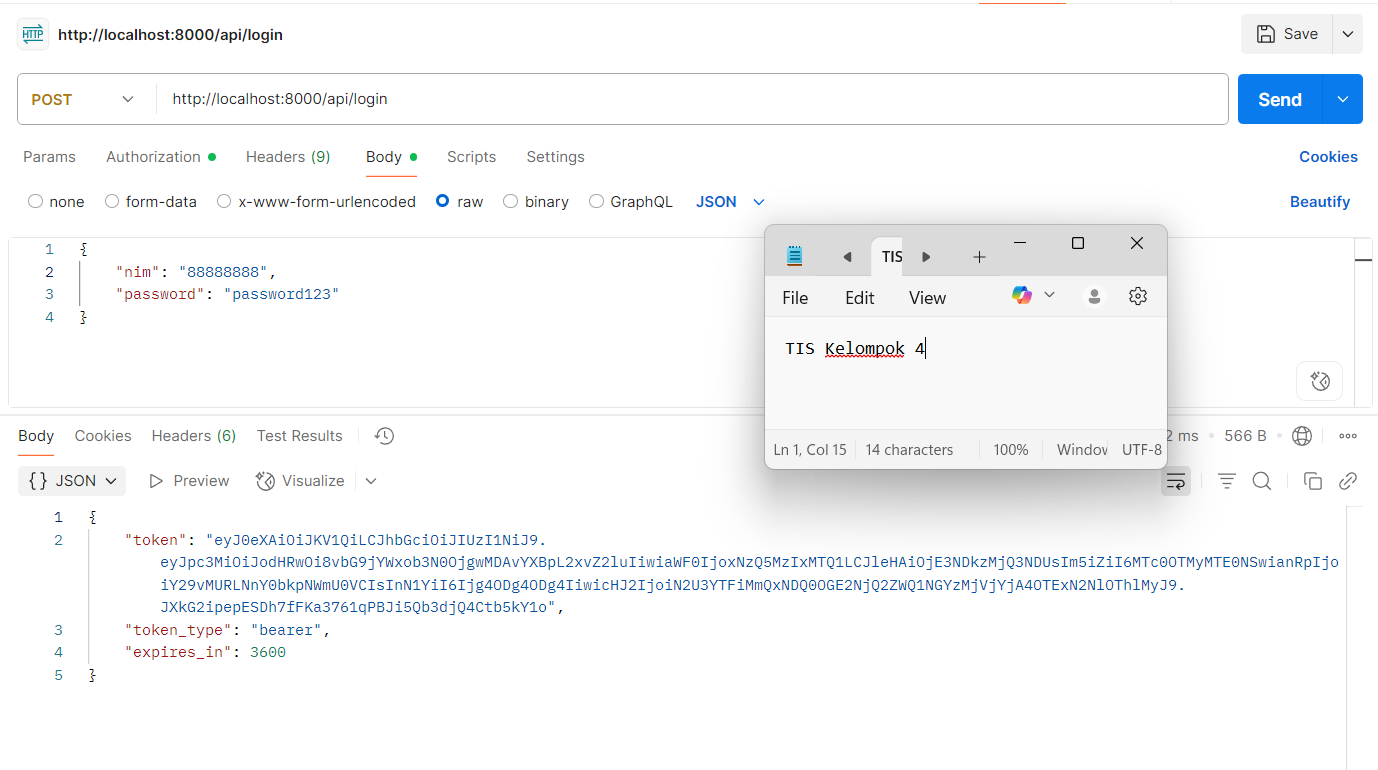 HTTP http://localhost:8000/api/login Save
POST http://localhost:8000/api/login Send
Params Authorization Headers (9) Body Scripts Settings Cookies
none form-data x-www-form-urlencoded raw binary GraphQL JSON Beautify
1 {
2 "nim": "88888888",
3 "password": "password123"
4 }
TIS
File Edit View
TIS Kelompok 4
Ln 1, Col 15 14 characters 100% Window UTF-8
Body Cookies Headers (6) Test Results 2 ms 566 B
{} JSON Preview Visualize
1 {
2 "token": "eyJ0eXAiOiJKV1QiLCJhbGciOiJIUzI1NiJ9.
eyJpc3MiOiJodHRwOi8vbG9jYWxob3N0OjgwMDAvYXBpL2xvZ2luIiwiaWF0IjoxNzQ5MzIxMTQ1LCJleHAiOjE3NDkzMjQ3NDUsIm5iZiI6MTc0OTMyMTE0NSwianRpIjo
iY29vMURLNnY0bkpNWmU0VCIsInN1YiI6Ijg4ODg4ODg4IiwicHJ2IjoiN2U3YTFiMmQxNDQ0OGE2NjQ2ZWQ1NGYzMjVjYjA4OTExN2NlOThlMyJ9.
JXkG2ipepESDh7fFKa3761qPBJi5Qb3djQ4Ctb5kY1o",
3 "token_type": "bearer",
4 "expires_in": 3600
5 }